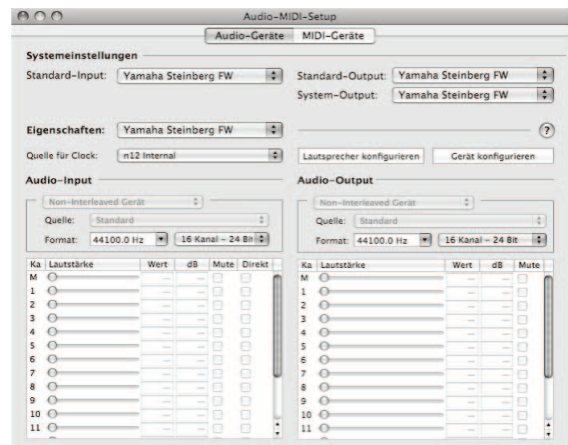 Audio-MIDI-Setup
Audio-Geräte MIDI-Geräte
Systemeinstellungen
Standard-Input: Yamaha Steinberg FW
Standard-Output: Yamaha Steinberg FW
System-Output: Yamaha Steinberg FW
Eigenschaften: Yamaha Steinberg FW ?
Quelle für Clock: n12 Internal
Lautsprecher konfigurieren Gerät konfigurieren
Audio-Input
Non-Interleaved Gerät
Quelle: Standard
Format: 44100.0 Hz 16 Kanal – 24 Bit
Ka Lautstärke Wert dB Mute Direkt
M
1
2
3
4
5
6
7
8
9
10
11
Audio-Output
Non-Interleaved Gerät
Quelle: Standard
Format: 44100.0 Hz 16 Kanal – 24 Bit
Ka Lautstärke Wert dB Mute
M
1
2
3
4
5
6
7
8
9
10
11